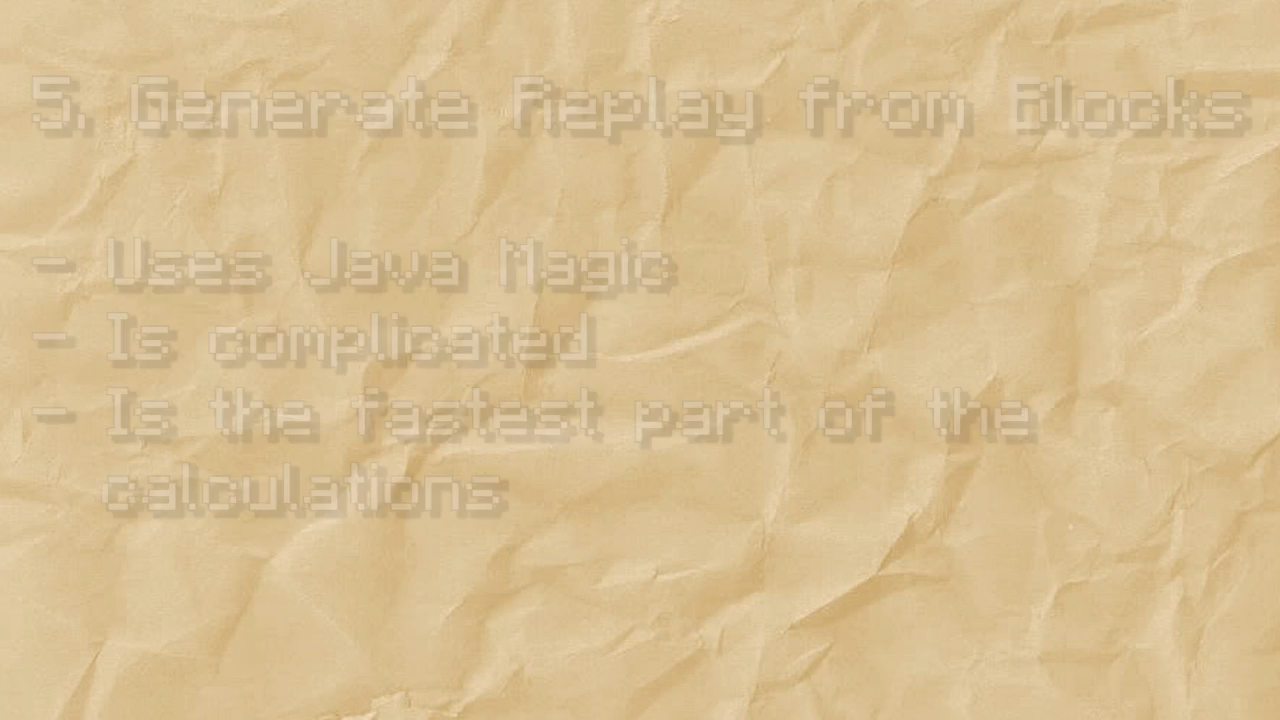 5. Generate Replay from Blocks
- Uses Java Magic
- Is complicated
- Is the fastest part of the
calculations